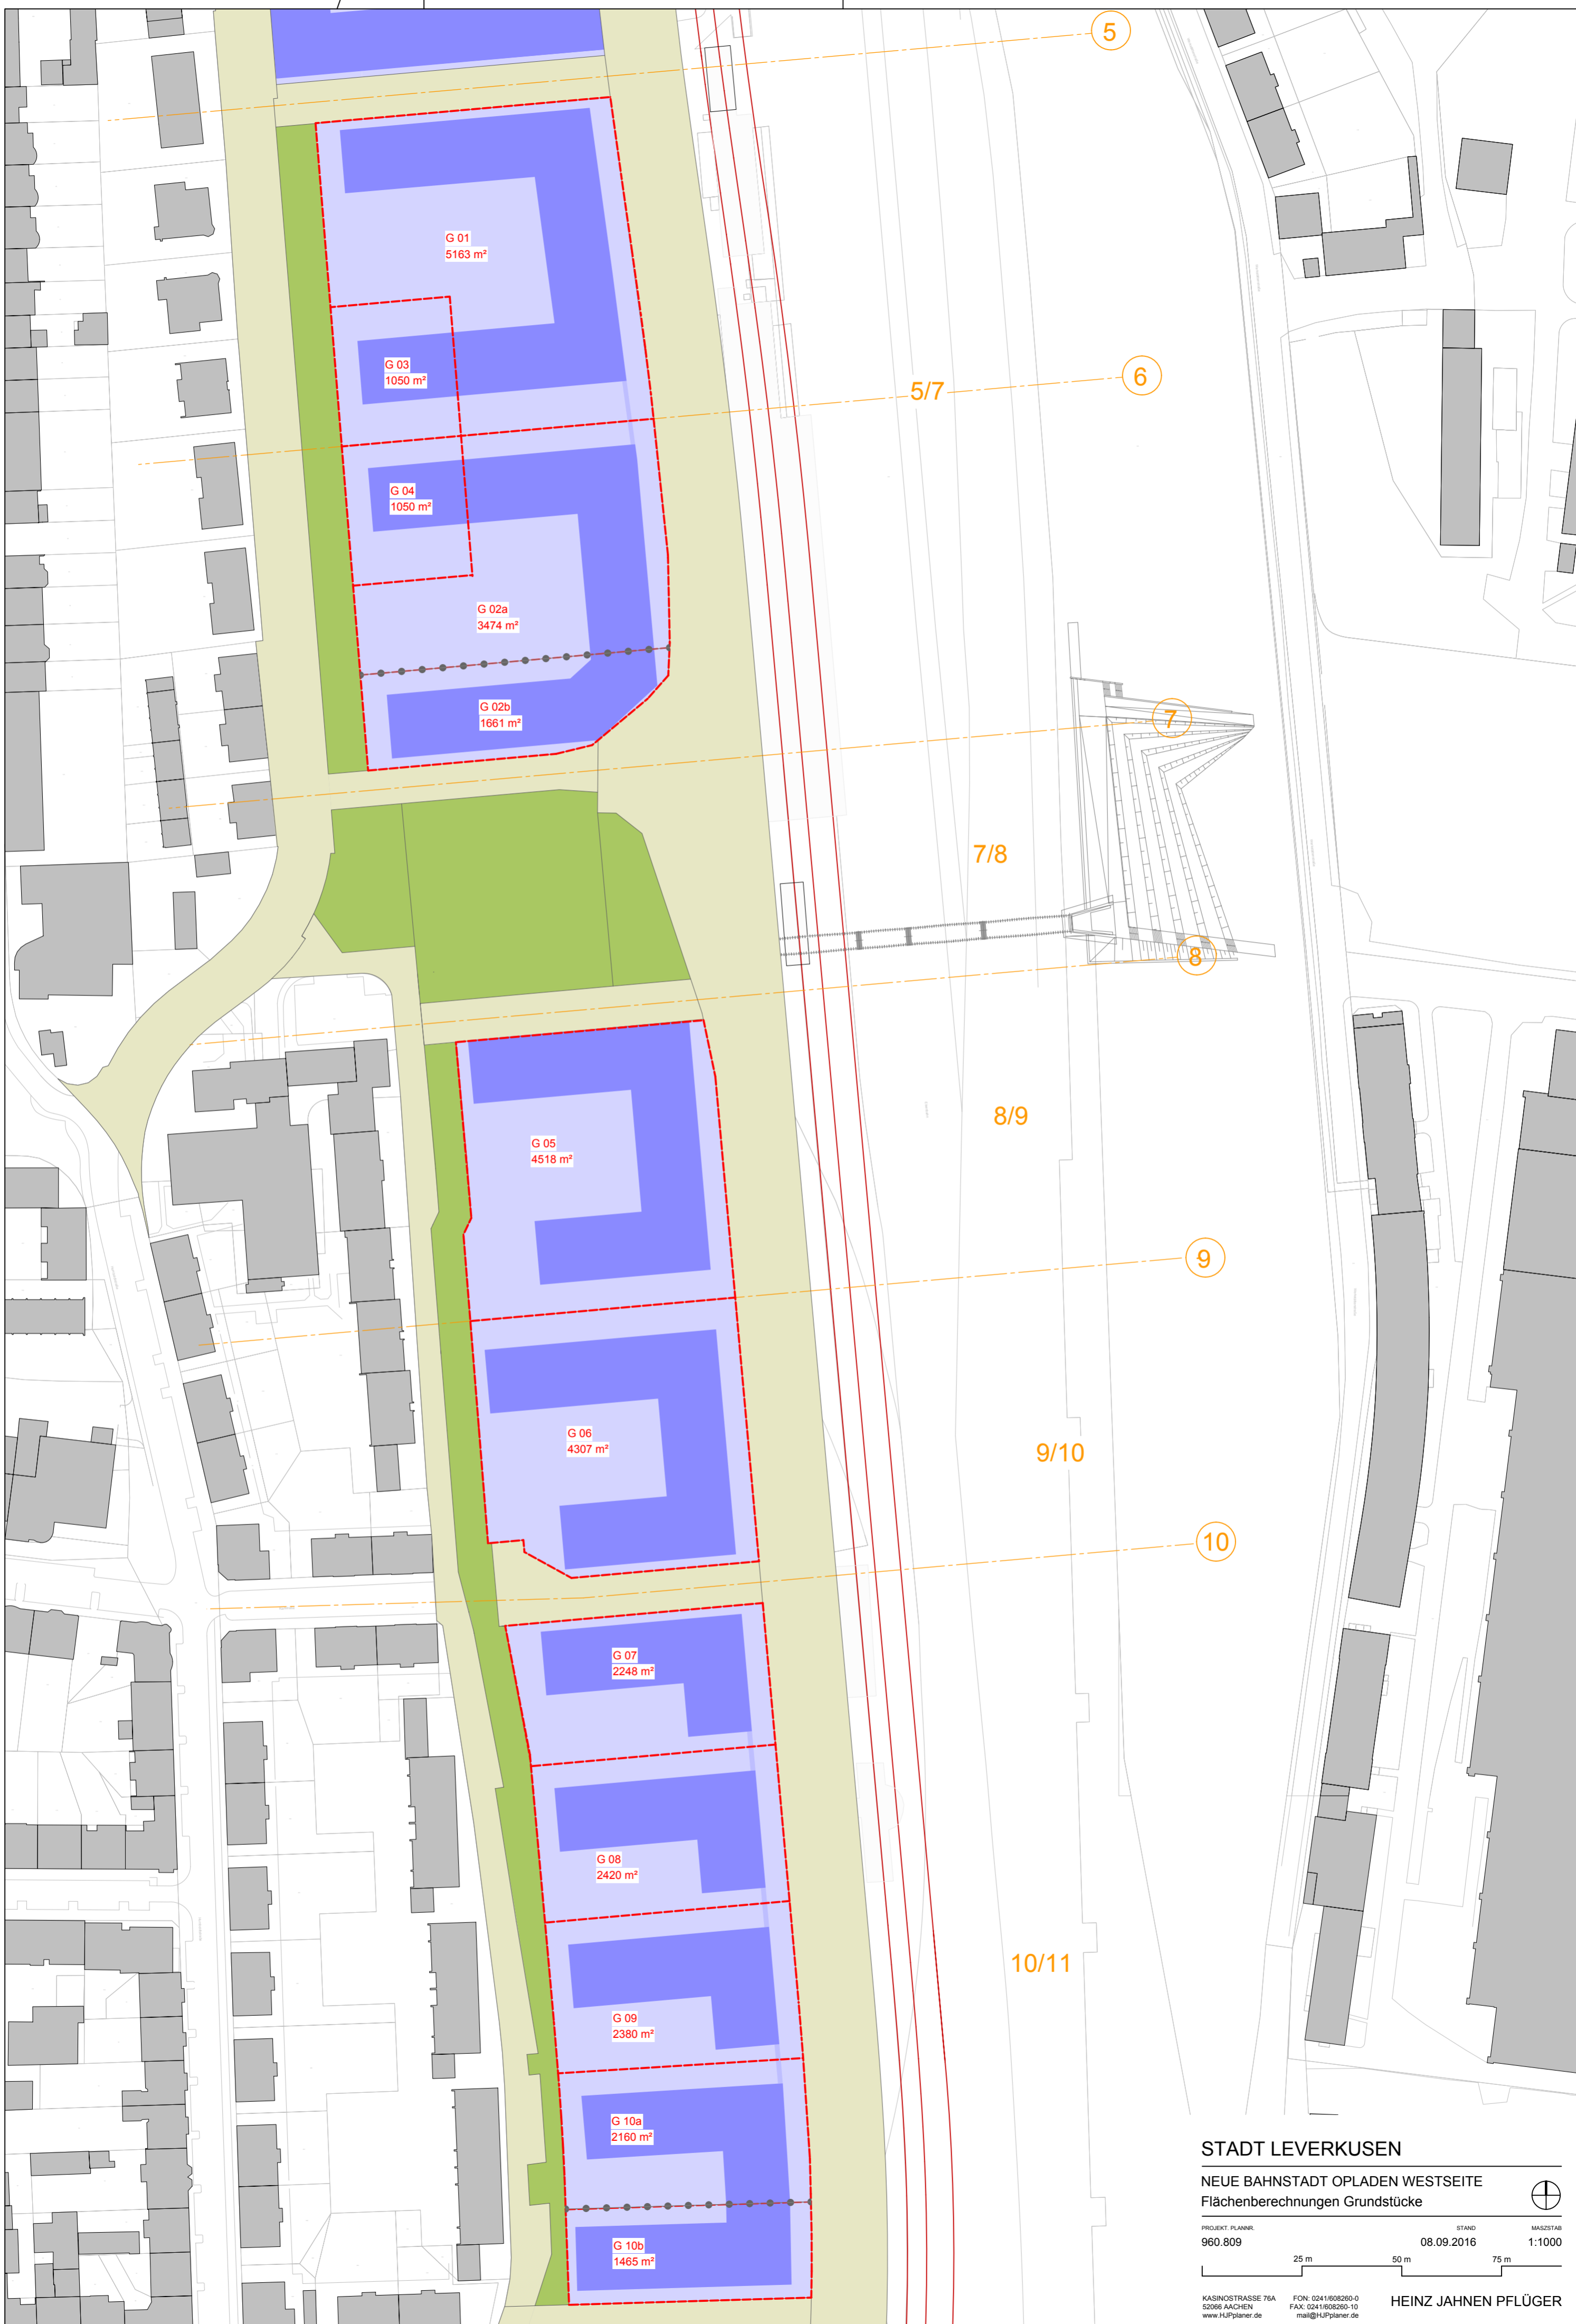 5
G 01
5163 m²
G 03
1050 m²
5/7
6
G 04
1050 m²
G 02a
3474 m²
G 02b
1661 m²
7
7/8
8
G 05
4518 m²
8/9
9
G 06
4307 m²
9/10
10
G 07
2248 m²
G 08
2420 m²
10/11
G 09
2380 m²
G 10a
2160 m²
G 10b
1465 m²
STADT LEVERKUSEN
NEUE BAHNSTADT OPLADEN WESTSEITE
Flächenberechnungen Grundstücke
PROJEKT. PLANNR. STAND MASZSTAB
960.809 08.09.2016 1:1000
25 m 50 m 75 m
KASINOSTRASSE 76A FON: 0241/608260-0
52066 AACHEN FAX: 0241/608260-10
www.HJPplaner.de mail@HJPplaner.de
HEINZ JAHNEN PFLÜGER